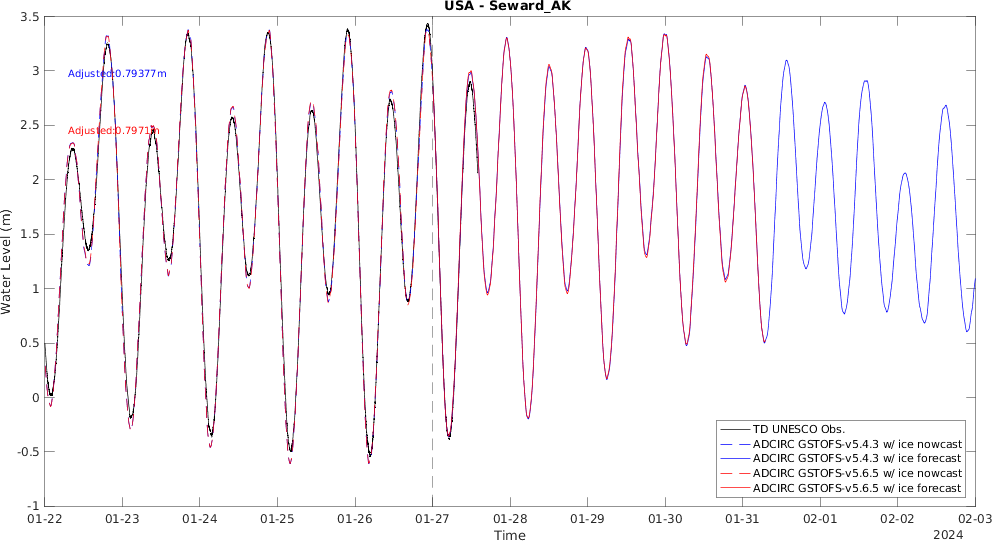 USA - Seward_AK
3.5
3
2.5
2
1.5
1
0.5
0
-0.5
-1
Water Level (m)
Adjusted:0.79377m
Adjusted:0.7971m
TD UNESCO Obs.
ADCIRC GSTOFS-v5.4.3 w/ ice nowcast
ADCIRC GSTOFS-v5.4.3 w/ ice forecast
ADCIRC GSTOFS-v5.6.5 w/ ice nowcast
ADCIRC GSTOFS-v5.6.5 w/ ice forecast
01-22 01-23 01-24 01-25 01-26 01-27 01-28 01-29 01-30 01-31 02-01 02-02 02-03
Time
2024